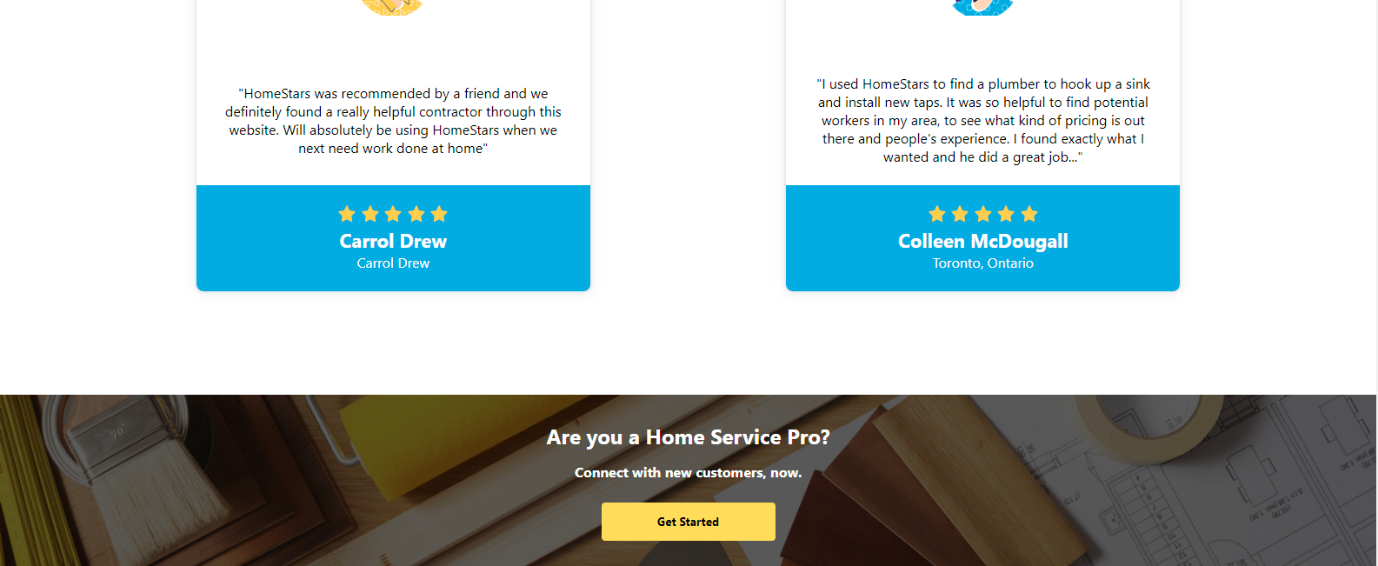 "HomeStars was recommended by a friend and we
definitely found a really helpful contractor through this
website. Will absolutely be using HomeStars when we
next need work done at home"
Carrol Drew
Carrol Drew
"I used HomeStars to find a plumber to hook up a sink
and install new taps. It was so helpful to find potential
workers in my area, to see what kind of pricing is out
there and people's experience. I found exactly what I
wanted and he did a great job..."
Colleen McDougall
Toronto, Ontario
Are you a Home Service Pro?
Connect with new customers, now.
Get Started